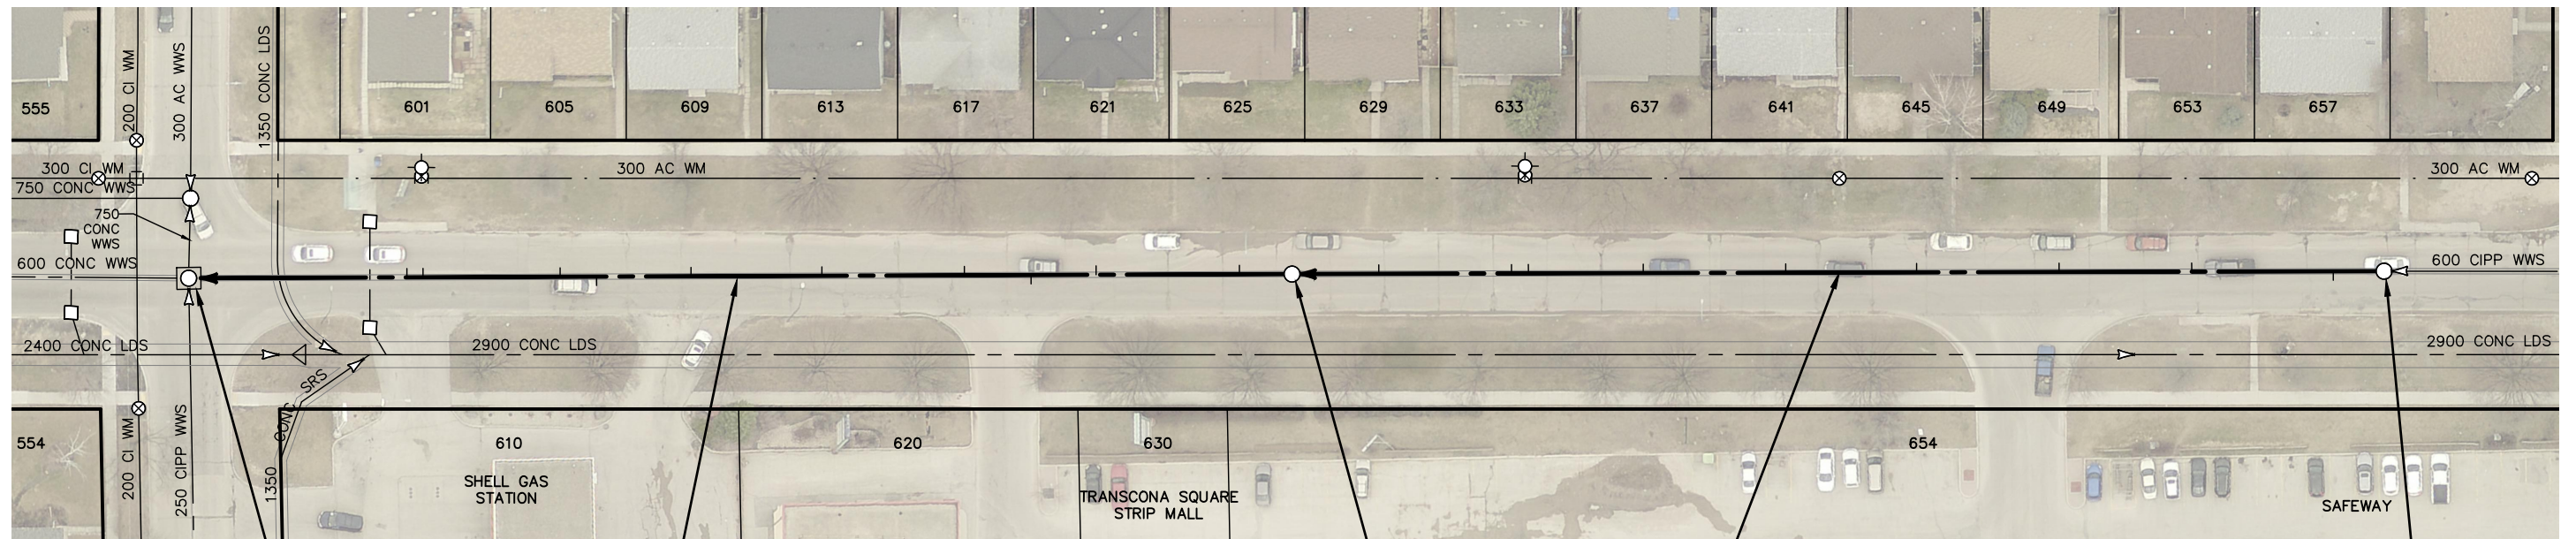 200 CI WM
300 AC WWS
1350 CONC LDS
555
601
605
609
613
617
621
625
629
633
637
641
645
649
653
657
300 CI WM
300 AC WM
300 AC WM
750 CONC WWS
750
CONC
WWS
600 CONC WWS
600 CIPP WWS
2400 CONC LDS
2900 CONC LDS
2900 CONC LDS
1350 CONC SRS
554
200 CI WM
250 CIPP WWS
610
620
630
654
SHELL GAS
STATION
TRANSCONA SQUARE
STRIP MALL
SAFEWAY